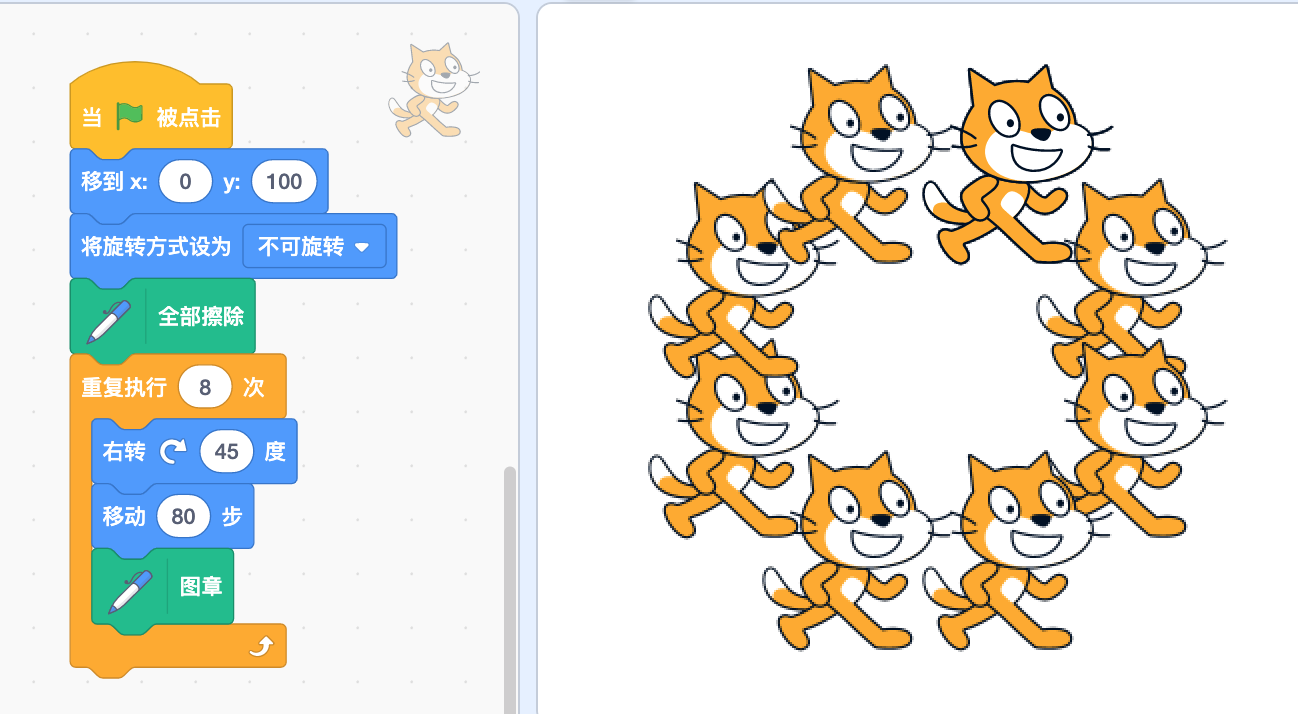 当 被点击
移到 x: 0 y: 100
将旋转方式设为 不可旋转
全部擦除
重复执行 8 次
右转 45 度
移动 80 步
图章